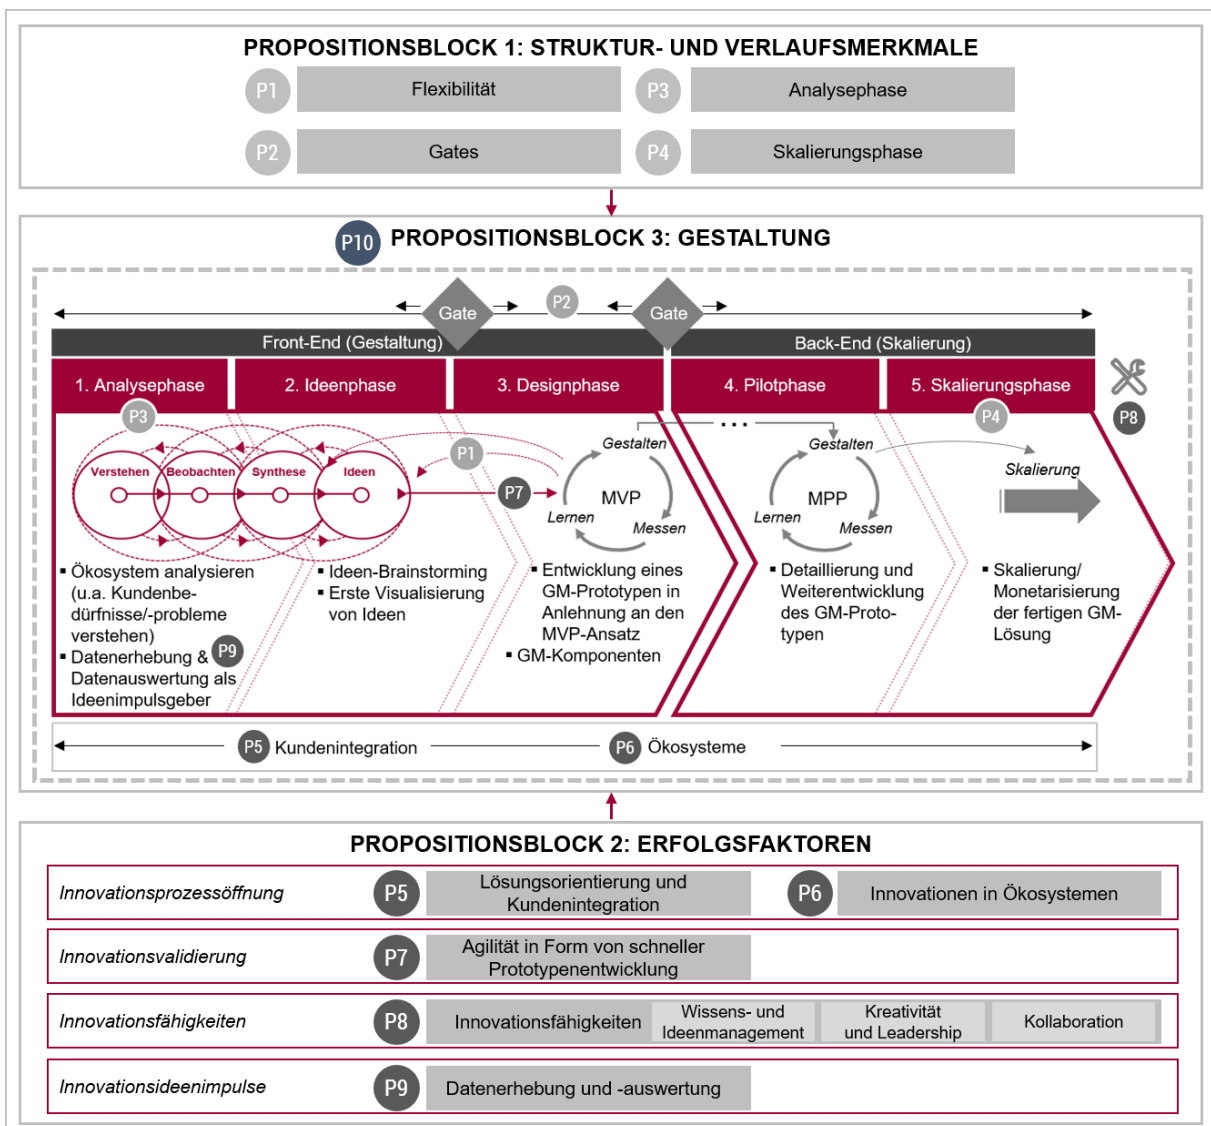 PROPOSITIONSBLOCK 1: STRUKTUR- UND VERLAUFSMERKMALE
P1 Flexibilität P3 Analysephase
P2 Gates P4 Skalierungsphase
P10 PROPOSITIONSBLOCK 3: GESTALTUNG
Gate P2 Gate
Front-End (Gestaltung) Back-End (Skalierung)
1. Analysephase 2. Ideenphase 3. Designphase 4. Pilotphase 5. Skalierungsphase
P3 P4 P8
Verstehen Beobachten Synthese Ideen
P1
P7
Gestalten
MVP
Lernen Messen
...
Gestalten
MPP
Lernen Messen
Skalierung
▪ Ökosystem analysieren
(u.a. Kundenbe-
dürfnisse/-probleme
verstehen)
▪ Datenerhebung & P9
Datenauswertung als
Ideenimpulsgeber
▪ Ideen-Brainstorming
▪ Erste Visualisierung
von Ideen
▪ Entwicklung eines
GM-Prototypen in
Anlehnung an den
MVP-Ansatz
▪ GM-Komponenten
▪ Detaillierung und
Weiterentwicklung
des GM-Proto-
typen
▪ Skalierung/
Monetarisierung
der fertigen GM-
Lösung
P5 Kundenintegration P6 Ökosysteme
PROPOSITIONSBLOCK 2: ERFOLGSFAKTOREN
Innovationsprozessöffnung
P5 Lösungsorientierung und
Kundenintegration
P6 Innovationen in Ökosystemen
Innovationsvalidierung
P7 Agilität in Form von schneller
Prototypenentwicklung
Innovationsfähigkeiten
P8 Innovationsfähigkeiten
Wissens- und
Ideenmanagement
Kreativität
und Leadership
Kollaboration
Innovationsideenimpulse
P9 Datenerhebung und -auswertung